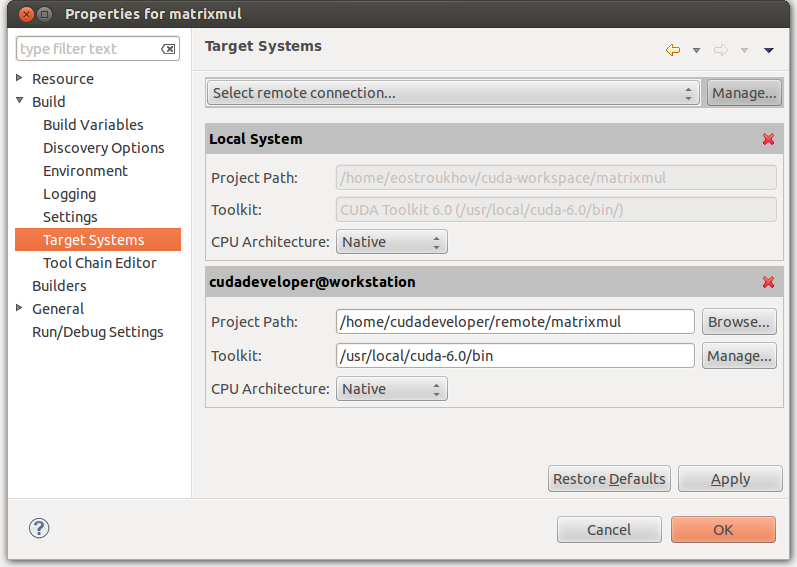 Properties for matrixmul
type filter text
Resource
Build
Build Variables
Discovery Options
Environment
Logging
Settings
Target Systems
Tool Chain Editor
Builders
General
Run/Debug Settings
Target Systems
Select remote connection... Manage...
Local System
Project Path: /home/eostroukhov/cuda-workspace/matrixmul
Toolkit: CUDA Toolkit 6.0 (/usr/local/cuda-6.0/bin/)
CPU Architecture: Native
cudadeveloper@workstation
Project Path: /home/cudadeveloper/remote/matrixmul Browse...
Toolkit: /usr/local/cuda-6.0/bin Manage...
CPU Architecture: Native
Restore Defaults Apply
? Cancel OK